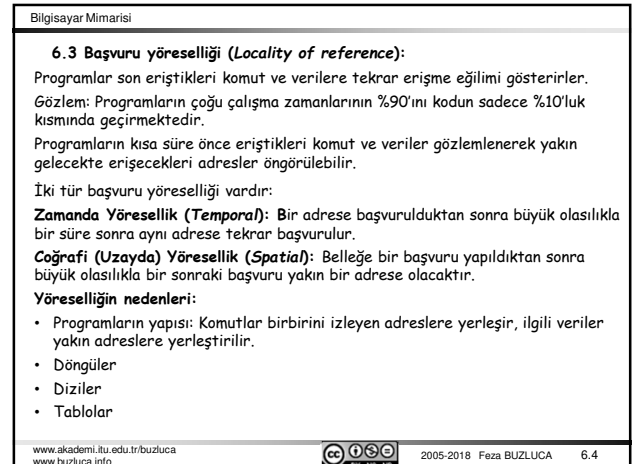 Bilgisayar Mimarisi
6.3 Başvuru yöreselliği (Locality of reference):
Programlar son eriştikleri komut ve verilere tekrar erişme eğilimi gösterirler.
Gözlem: Programların çoğu çalışma zamanlarının %90'ını kodun sadece %10'luk
kısmında geçirmektedir.
Programların kısa süre önce eriştikleri komut ve veriler gözlemlenerek yakın
gelecekte erişecekleri adresler öngörülebilir.
İki tür başvuru yöreselliği vardır:
Zamanda Yöresellik (Temporal): Bir adrese başvurulduktan sonra büyük olasılıkla
bir süre sonra aynı adrese tekrar başvurulur.
Coğrafi (Uzayda) Yöresellik (Spatial): Belleğe bir başvuru yapıldıktan sonra
büyük olasılıkla bir sonraki başvuru yakın bir adrese olacaktır.
Yöreselliğin nedenleri:
• Programların yapısı: Komutlar birbirini izleyen adreslere yerleşir, ilgili veriler
yakın adreslere yerleştirilir.
• Döngüler
• Diziler
• Tablolar
www.akademi.itu.edu.tr/buzluca
www.buzluca.info
cc
2005-2018 Feza BUZLUCA 6.4